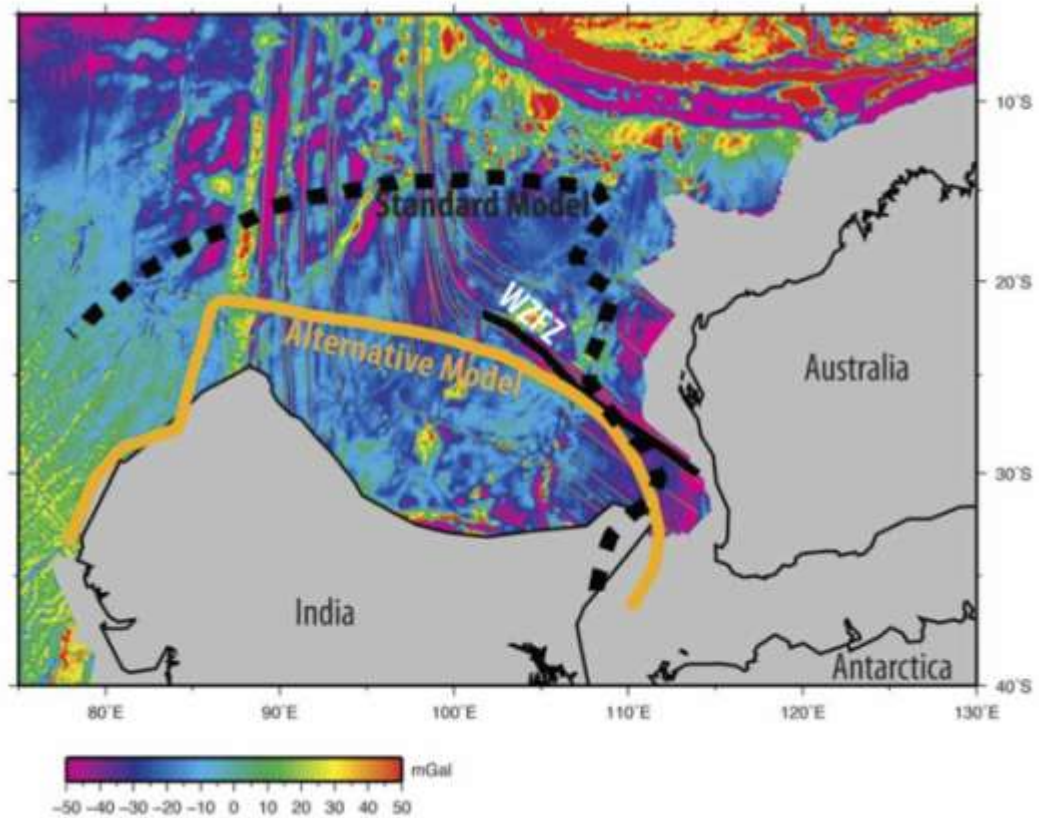 10°S
Standard Model
20°S
WZFZ
Alternative Model
Australia
30°S
India
Antarctica
40°S
80°E 90°E 100°E 110°E 120°E 130°E
mGal
-50 -40 -30 -20 -10 0 10 20 30 40 50